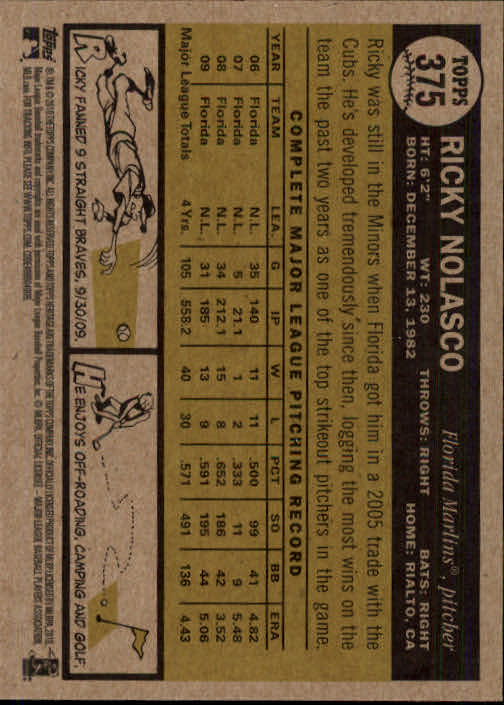 TOPPS
375
RICKY NOLASCO
Florida Marlins®, pitcher
HT: 6'2" WT: 230 THROWS: RIGHT BATS: RIGHT
BORN: DECEMBER 13, 1982 HOME: RIALTO, CA
Ricky was still in the Minors when Florida got him in a 2005 trade with the
Cubs. He's developed tremendously since then, logging the most wins on the
team the past two years as one of the top strikeout pitchers in the game.
COMPLETE MAJOR LEAGUE PITCHING RECORD
YEAR TEAM LEA. G IP W L PCT SO BB ERA
06 Florida N.L. 35 140 11 11 .500 99 41 4.82
07 Florida N.L. 5 21.1 1 2 .333 11 9 5.48
08 Florida N.L. 34 212.1 15 8 .652 186 42 3.52
09 Florida N.L. 31 185 13 9 .591 195 44 5.06
Major League Totals 4 Yrs. 105 558.2 40 30 .571 491 136 4.43
RICKY FANNED 9 STRAIGHT BRAVES, 9/30/09.
HE ENJOYS OFF-ROADING, CAMPING AND GOLF.
Topps